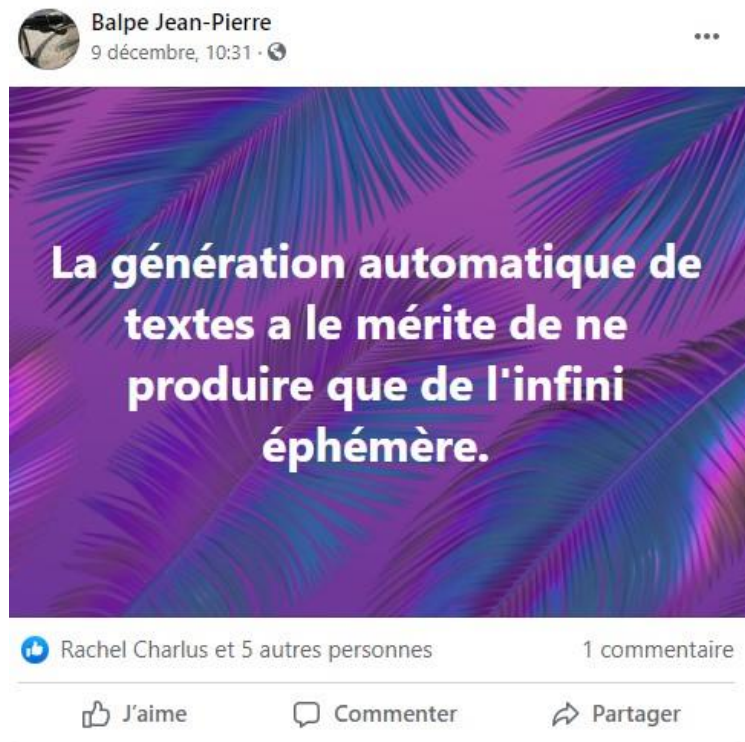 Balpe Jean-Pierre
9 décembre, 10:31 ·
La génération automatique de
textes a le mérite de ne
produire que de l'infini
éphémère.
Rachel Charlus et 5 autres personnes 1 commentaire
J'aime Commenter Partager